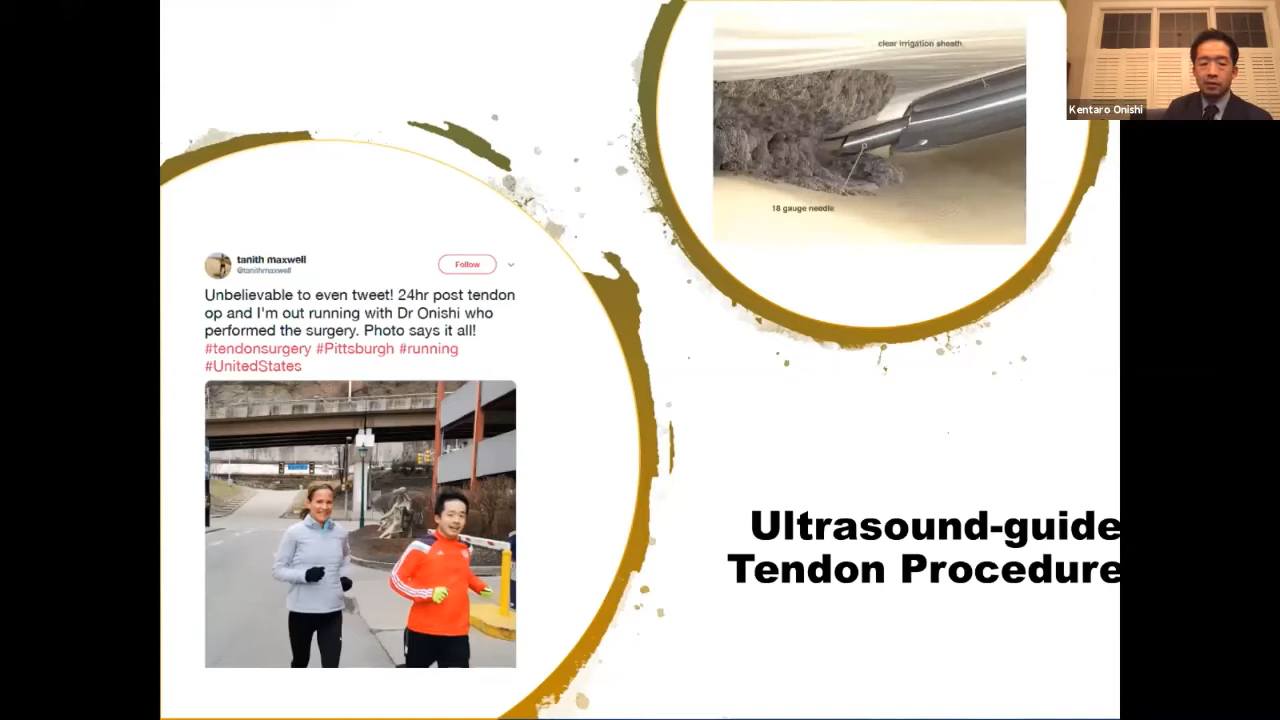 clear irrigation sheath
18 gauge needle
Kentaro Onishi
tanith maxwell
@tanithmaxwell
Follow
Unbelievable to even tweet! 24hr post tendon
op and I'm out running with Dr Onishi who
performed the surgery. Photo says it all!
#tendonsurgery #Pittsburgh #running
#UnitedStates
Ultrasound-guide
Tendon Procedure